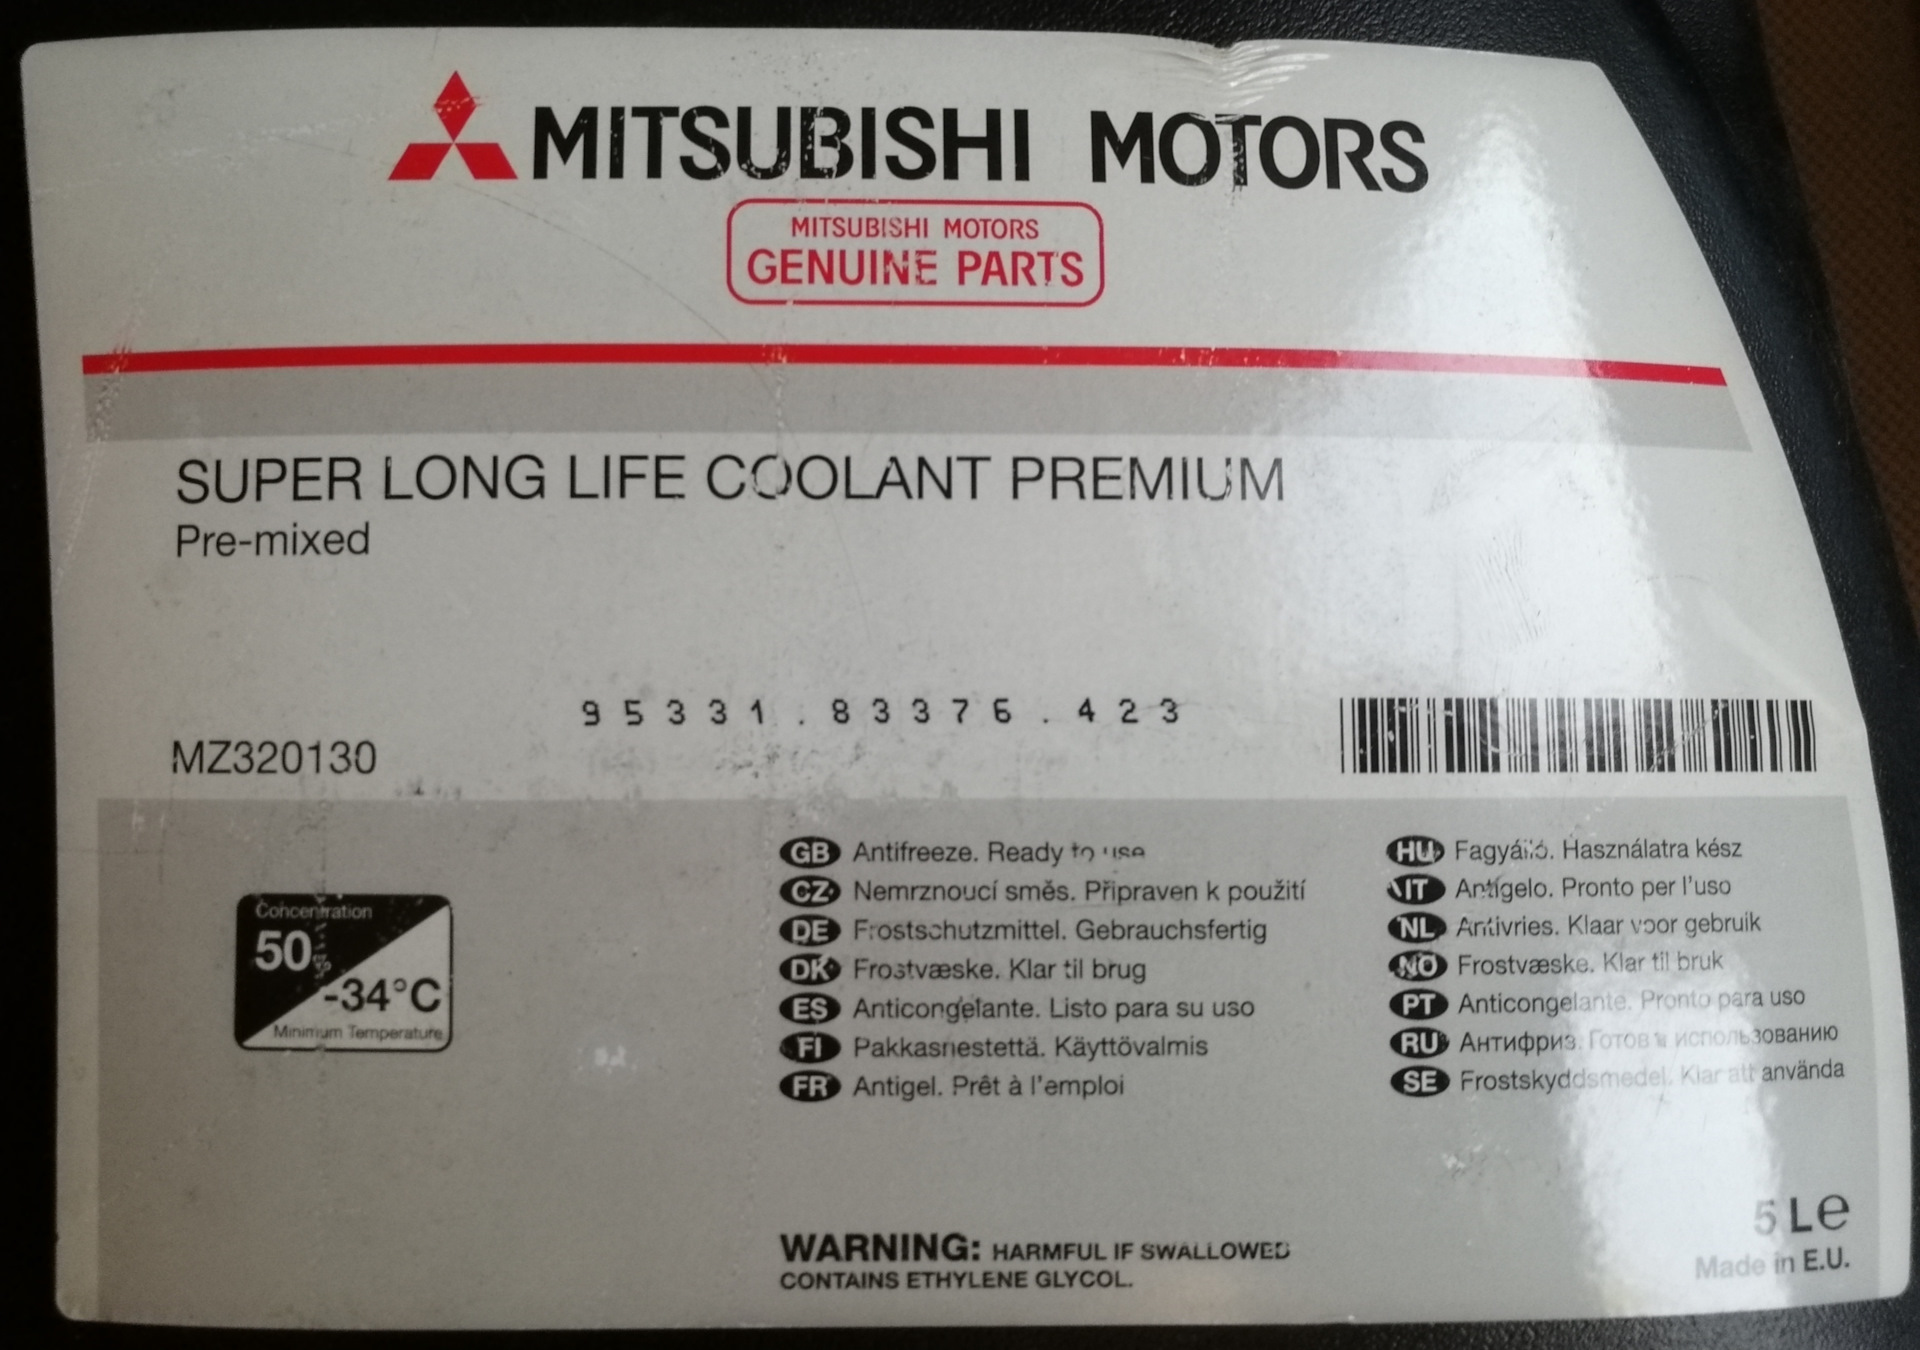 MITSUBISHI MOTORS
MITSUBISHI MOTORS
GENUINE PARTS
SUPER LONG LIFE COOLANT PREMIUM
Pre-mixed
95331.83376.423
MZ320130
Concentration
50%
-34°C
Minimum Temperature
GB Antifreeze. Ready to use
CZ Nemrznoucí směs. Připraven k použití
DE Frostschutzmittel. Gebrauchsfertig
DK Frostvæske. Klar til brug
ES Anticongelante. Listo para su uso
FI Pakkasnestettä. Käyttövalmis
FR Antigel. Prêt à l'emploi
HU Fagyálló. Használatra kész
IT Antigelo. Pronto per l'uso
NL Antivries. Klaar voor gebruik
NO Frostvæske. Klar til bruk
PT Anticongelante. Pronto para uso
RU Антифриз. Готов к использованию
SE Frostskyddsmedel. Klar att använda
WARNING: HARMFUL IF SWALLOWED
CONTAINS ETHYLENE GLYCOL.
5 L℮
Made in E.U.